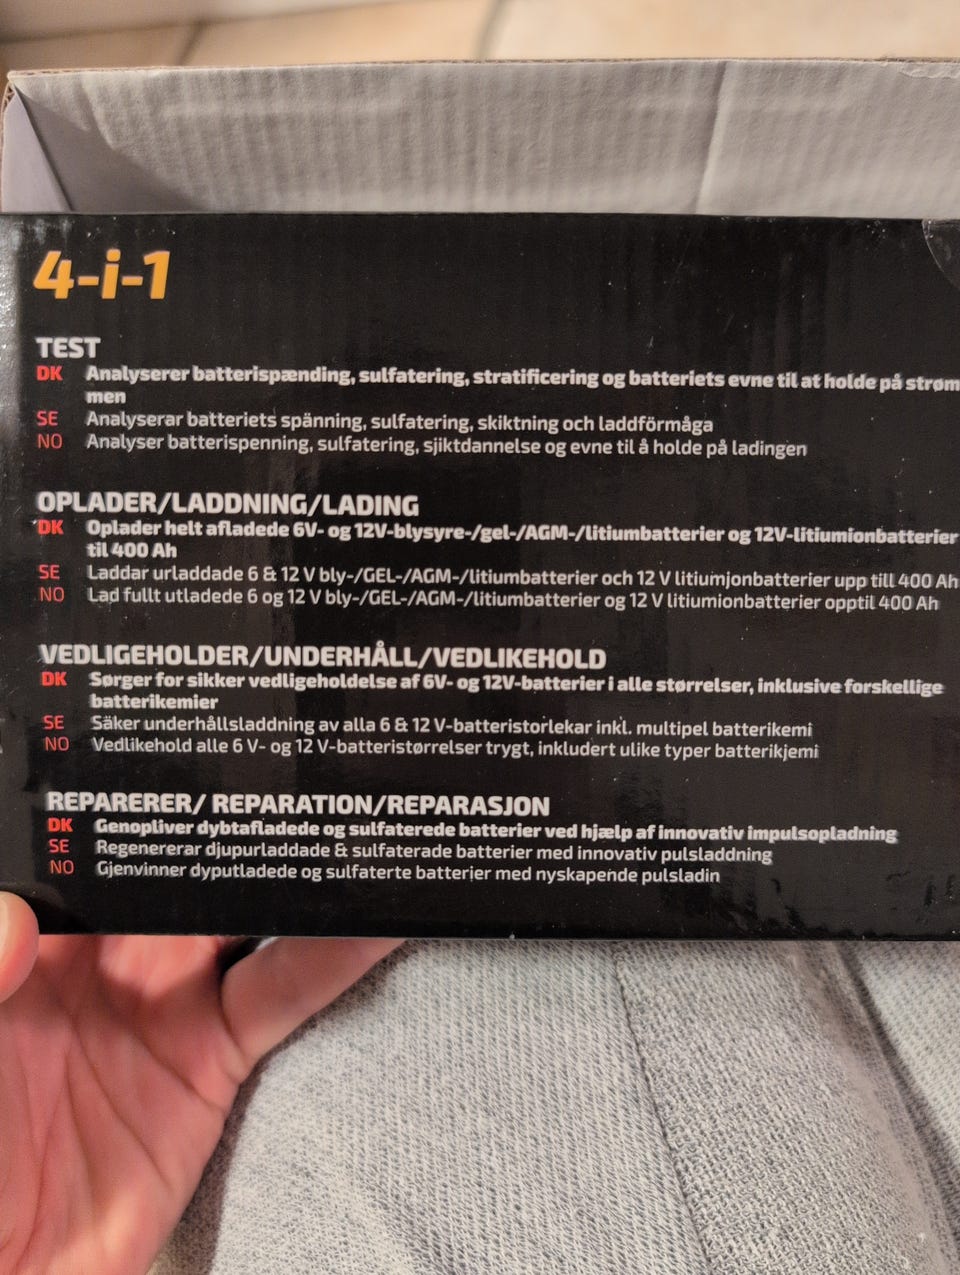 4-i-1
TEST
DK Analyserer batterispænding, sulfatering, stratificering og batteriets evne til at holde på strøm
men
SE Analyserar batteriets spänning, sulfatering, skiktning och laddförmåga
NO Analyser batterispenning, sulfatering, sjiktdannelse og evne til å holde på ladingen
OPLADER/LADDNING/LADING
DK Oplader helt afladede 6V- og 12V-blysyre-/gel-/AGM-/litiumbatterier og 12V-litiumionbatterier
til 400 Ah
SE Laddar urladdade 6 & 12 V bly-/GEL-/AGM-/litiumbatterier och 12 V litiumjonbatterier upp till 400 Ah
NO Lad fullt utladede 6 og 12 V bly-/GEL-/AGM-/litiumbatterier og 12 V litiumionbatterier opptil 400 Ah
VEDLIGEHOLDER/UNDERHÅLL/VEDLIKEHOLD
DK Sørger for sikker vedligeholdelse af 6V- og 12V-batterier i alle størrelser, inklusive forskellige
batterikemier
SE Säker underhållsladdning av alla 6 & 12 V-batteristorlekar inkl. multipel batterikemi
NO Vedlikehold alle 6 V- og 12 V-batteristørrelser trygt, inkludert ulike typer batterikjemi
REPARERER/ REPARATION/REPARASJON
DK Genopliver dybtafladede og sulfaterede batterier ved hjælp af innovativ impulsopladning
SE Regenererar djupurladdade & sulfaterade batterier med innovativ pulsladdning
NO Gjenvinner dyputladede og sulfaterte batterier med nyskapende pulsladin